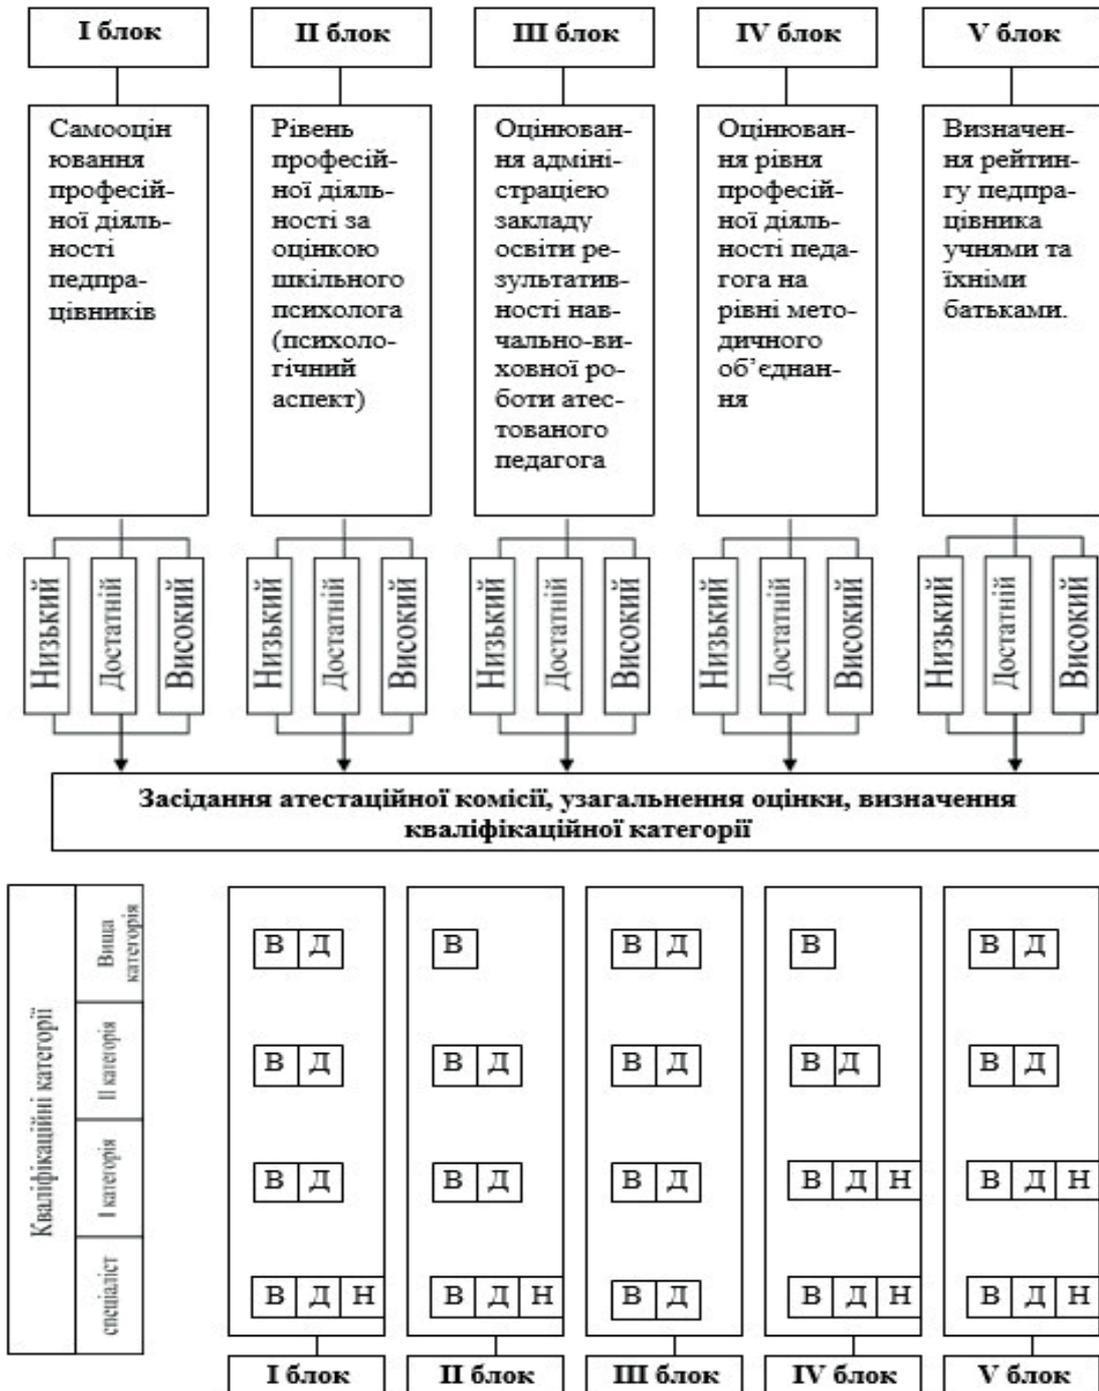 I блок
II блок
III блок
IV блок
V блок
Самооцін
ювання
професій-
ної діяль-
ності
педпра-
цівників
Рівень
професій-
ної діяль-
ності за
оцінкою
шкільного
психолога
(психоло-
гічний
аспект)
Оцінюван-
ня адміні-
страцією
закладу
освіти ре-
зультатив-
ності нав-
чально-ви-
ховної ро-
боти атес-
тованого
педагога
Оцінюван-
ня рівня
професій-
ної діяль-
ності педа-
гога на
рівні мето-
дичного
об’єднан-
ня
Визначен-
ня рейтин-
гу педпра-
цівника
учнями та
їхніми
батьками.
Низький
Достатній
Високий
Низький
Достатній
Високий
Низький
Достатній
Високий
Низький
Достатній
Високий
Низький
Достатній
Високий
Засідання атестаційної комісії, узагальнення оцінки, визначення
кваліфікаційної категорії
Кваліфікаційні категорії
Вища
категорія
В Д
В
В Д
В
В Д
II категорія
В Д
В Д
В Д
В Д
В Д
I категорія
В Д
В Д
В Д
В Д Н
В Д Н
спеціаліст
В Д Н
В Д Н
В Д
В Д Н
В Д Н
I блок
II блок
III блок
IV блок
V блок